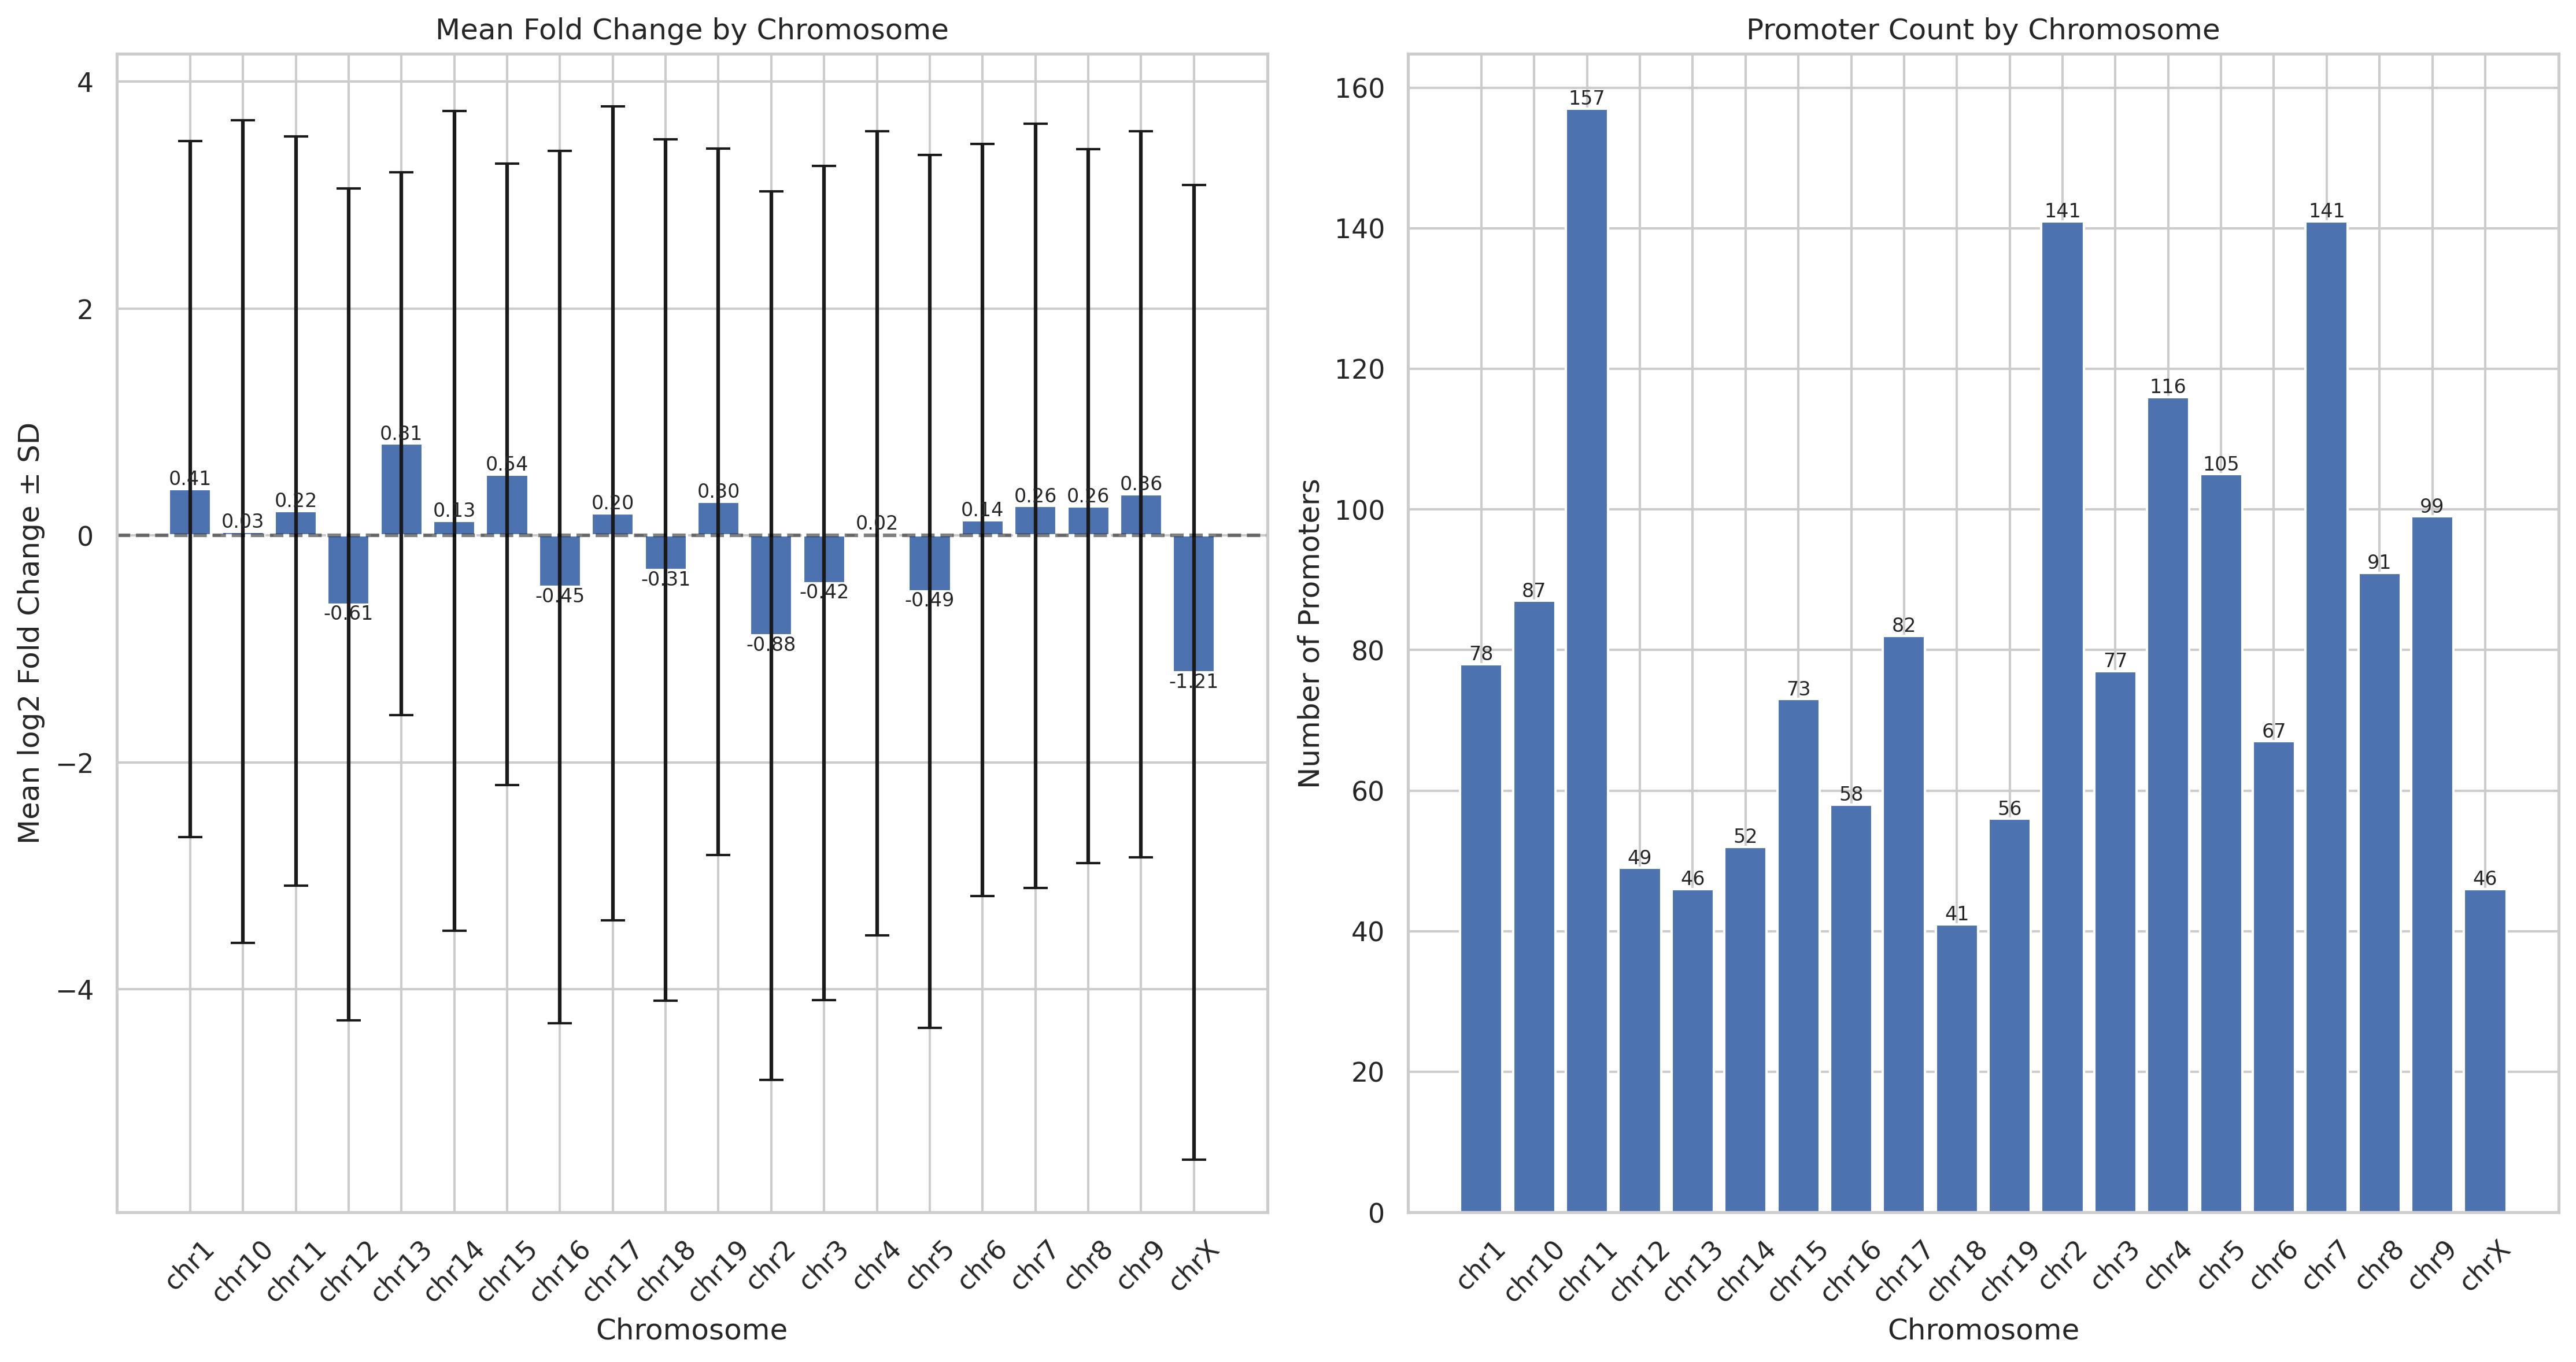 Mean Fold Change by Chromosome
Mean log2 Fold Change ± SD
4
2
0
−2
−4
0.41
0.03
0.22
-0.61
0.81
0.13
0.54
-0.45
0.20
-0.31
0.30
-0.88
-0.42
0.02
-0.49
0.14
0.26
0.26
0.36
-1.21
chr1
chr10
chr11
chr12
chr13
chr14
chr15
chr16
chr17
chr18
chr19
chr2
chr3
chr4
chr5
chr6
chr7
chr8
chr9
chrX
Chromosome
Promoter Count by Chromosome
Number of Promoters
160
140
120
100
80
60
40
20
0
78
87
157
49
46
52
73
58
82
41
56
141
77
116
105
67
141
91
99
46
chr1
chr10
chr11
chr12
chr13
chr14
chr15
chr16
chr17
chr18
chr19
chr2
chr3
chr4
chr5
chr6
chr7
chr8
chr9
chrX
Chromosome